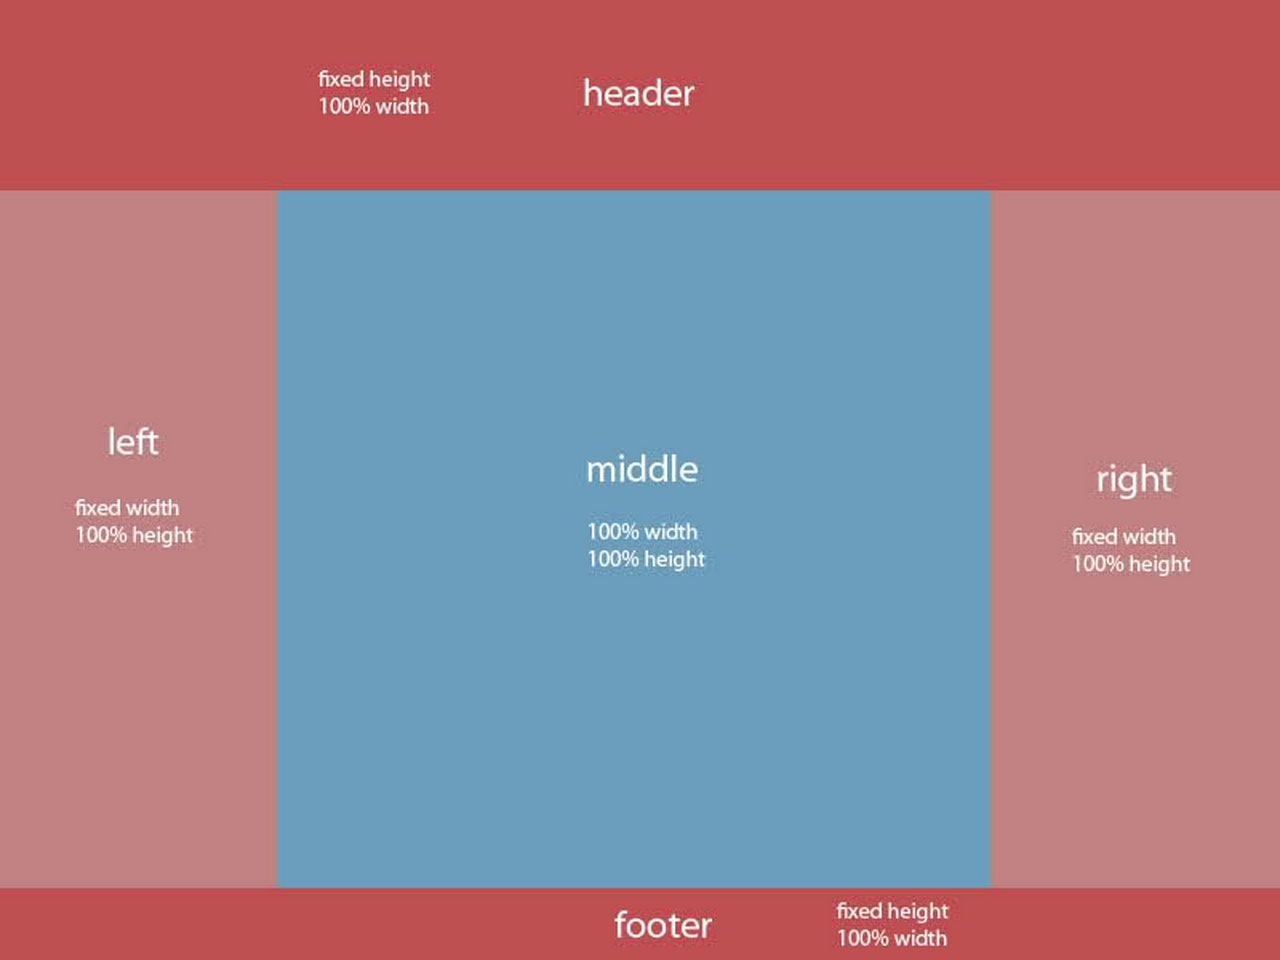 fixed height
100% width
header
left
fixed width
100% height
middle
100% width
100% height
right
fixed width
100% height
footer
fixed height
100% width